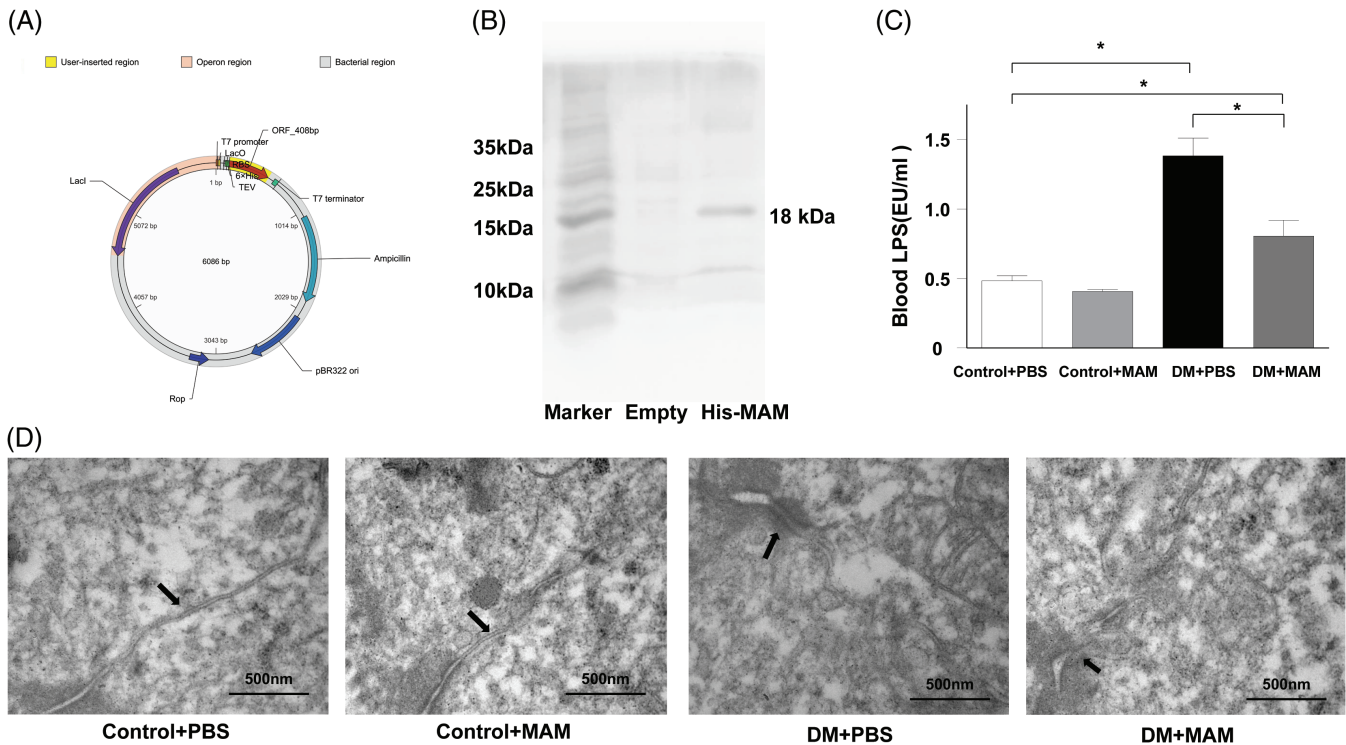 (A)
User-inserted region
Operon region
Bacterial region
ORF_408bp
T7 promoter
LacO
RBS
6×His
TEV
1 bp
LacI
T7 terminator
5072 bp
1014 bp
6086 bp
Ampicillin
4057 bp
2029 bp
3043 bp
pBR322 ori
Rop
(B)
35kDa
25kDa
15kDa
10kDa
18 kDa
Marker Empty His-MAM
(C)
*
*
*
Blood LPS(EU/ml )
1.5
1.0
0.5
0
Control+PBS Control+MAM DM+PBS DM+MAM
(D)
500nm
500nm
500nm
500nm
Control+PBS
Control+MAM
DM+PBS
DM+MAM